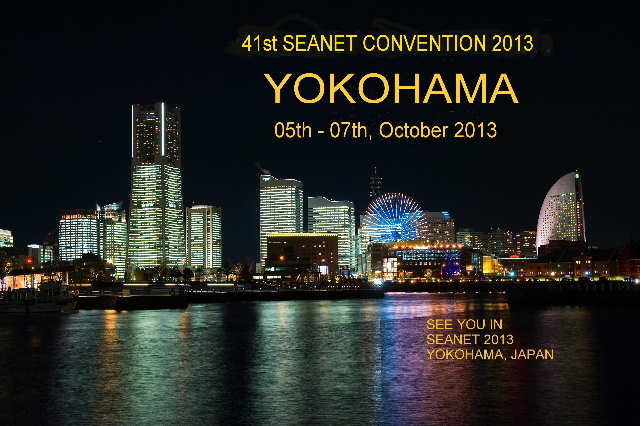 41st SEANET CONVENTION 2013
YOKOHAMA
05th - 07th, October 2013
SEE YOU IN
SEANET 2013
YOKOHAMA, JAPAN